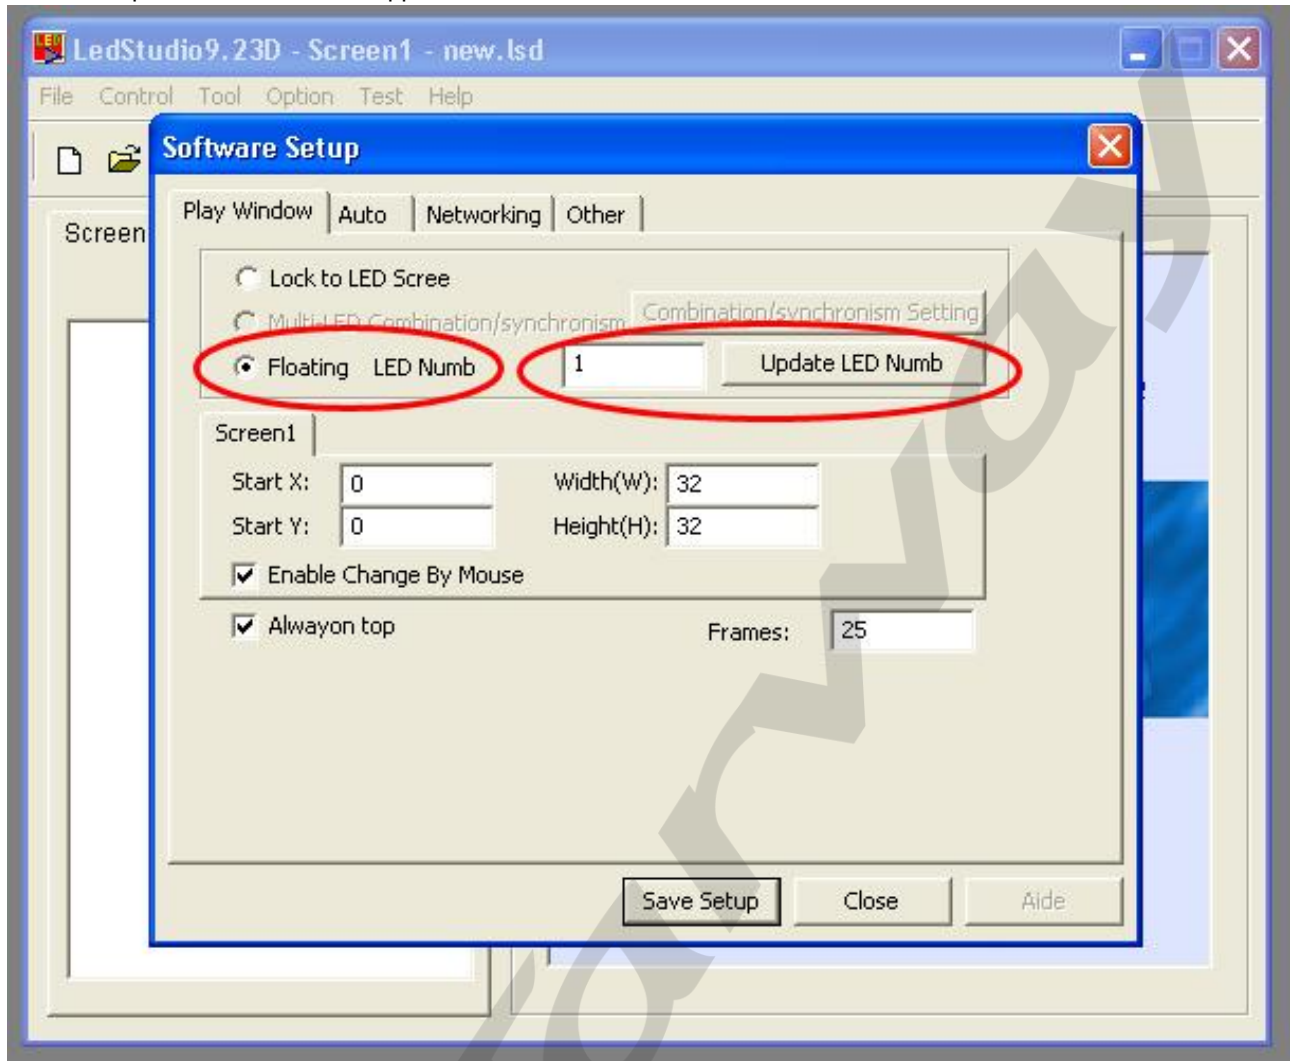 LedStudio9.23D - Screen1 - new.lsd
File Control Tool Option Test Help
Software Setup
Screen
Play Window Auto Networking Other
Lock to LED Scree
Multi-LED Combination/synchronism Combination/synchronism Setting
Floating LED Numb 1 Update LED Numb
Screen1
Start X: 0 Width(W): 32
Start Y: 0 Height(H): 32
Enable Change By Mouse
Alwayon top Frames: 25
Save Setup Close Aide